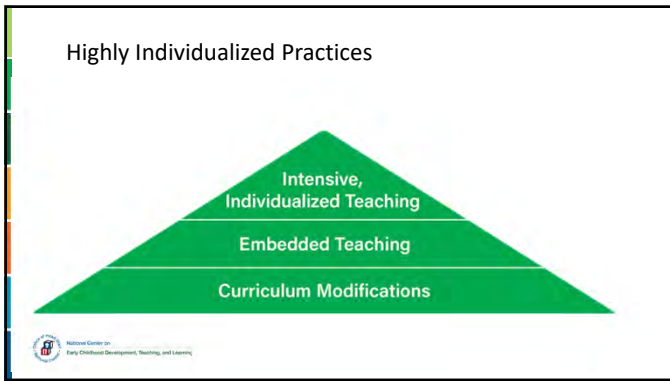 Highly Individualized Practices
Intensive,
Individualized Teaching
Embedded Teaching
Curriculum Modifications
National Center on
Early Childhood Development, Teaching, and Learning